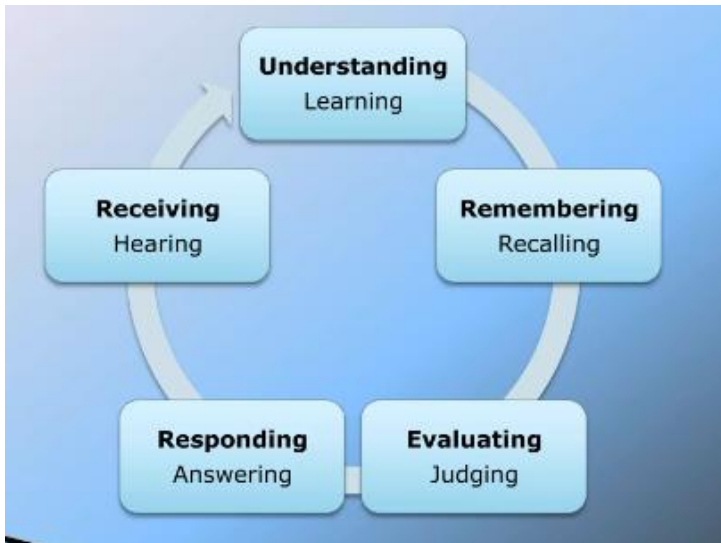 Understanding
Learning
Receiving
Hearing
Remembering
Recalling
Responding
Answering
Evaluating
Judging